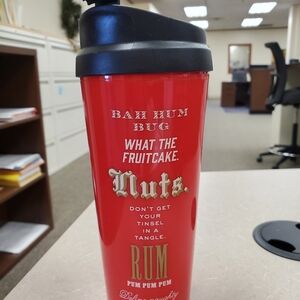 BAH HUM
BUG
WHAT THE
FRUITCAKE.
Nuts.
DON'T GET
YOUR
TINSEL
IN A
TANGLE.
RUM
PUM PUM PUM